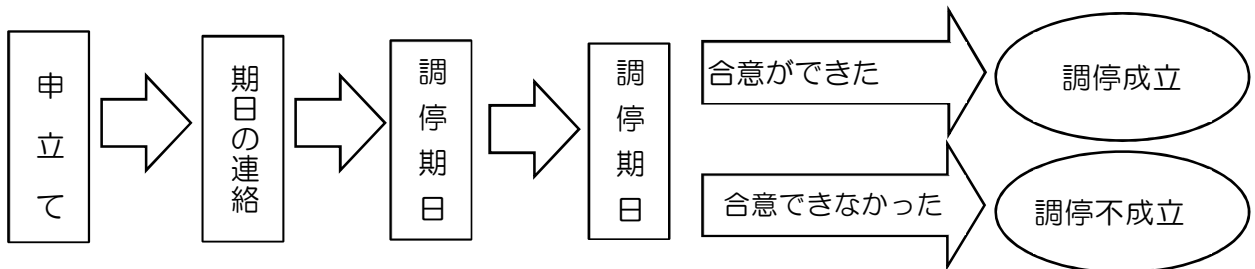 申立て
期日の連絡
調停期日
調停期日
合意ができた
調停成立
合意できなかった
調停不成立